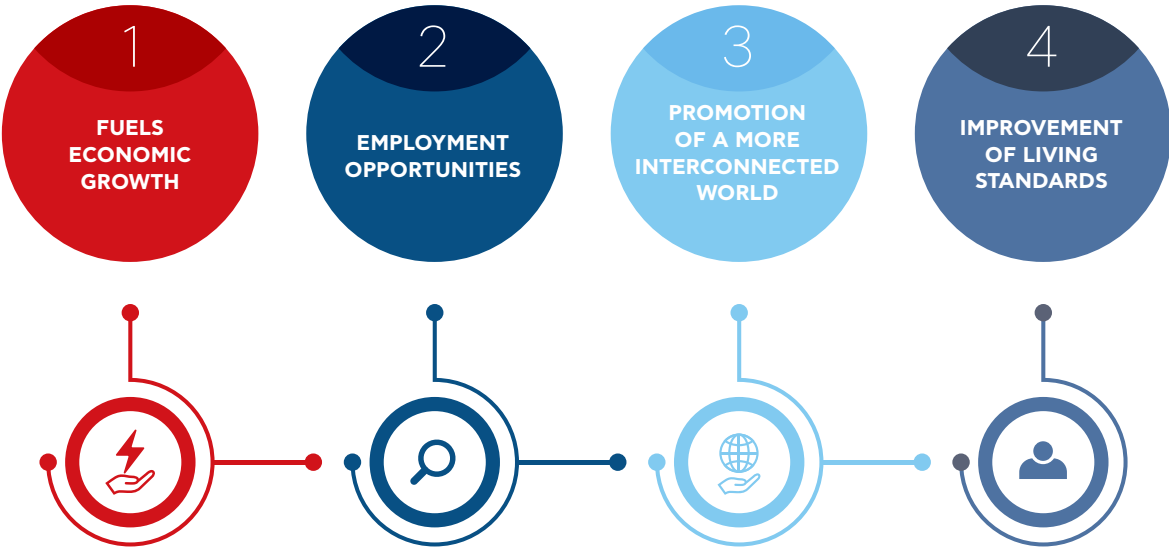 1
FUELS
ECONOMIC
GROWTH
2
EMPLOYMENT
OPPORTUNITIES
3
PROMOTION
OF A MORE
INTERCONNECTED
WORLD
4
IMPROVEMENT
OF LIVING
STANDARDS